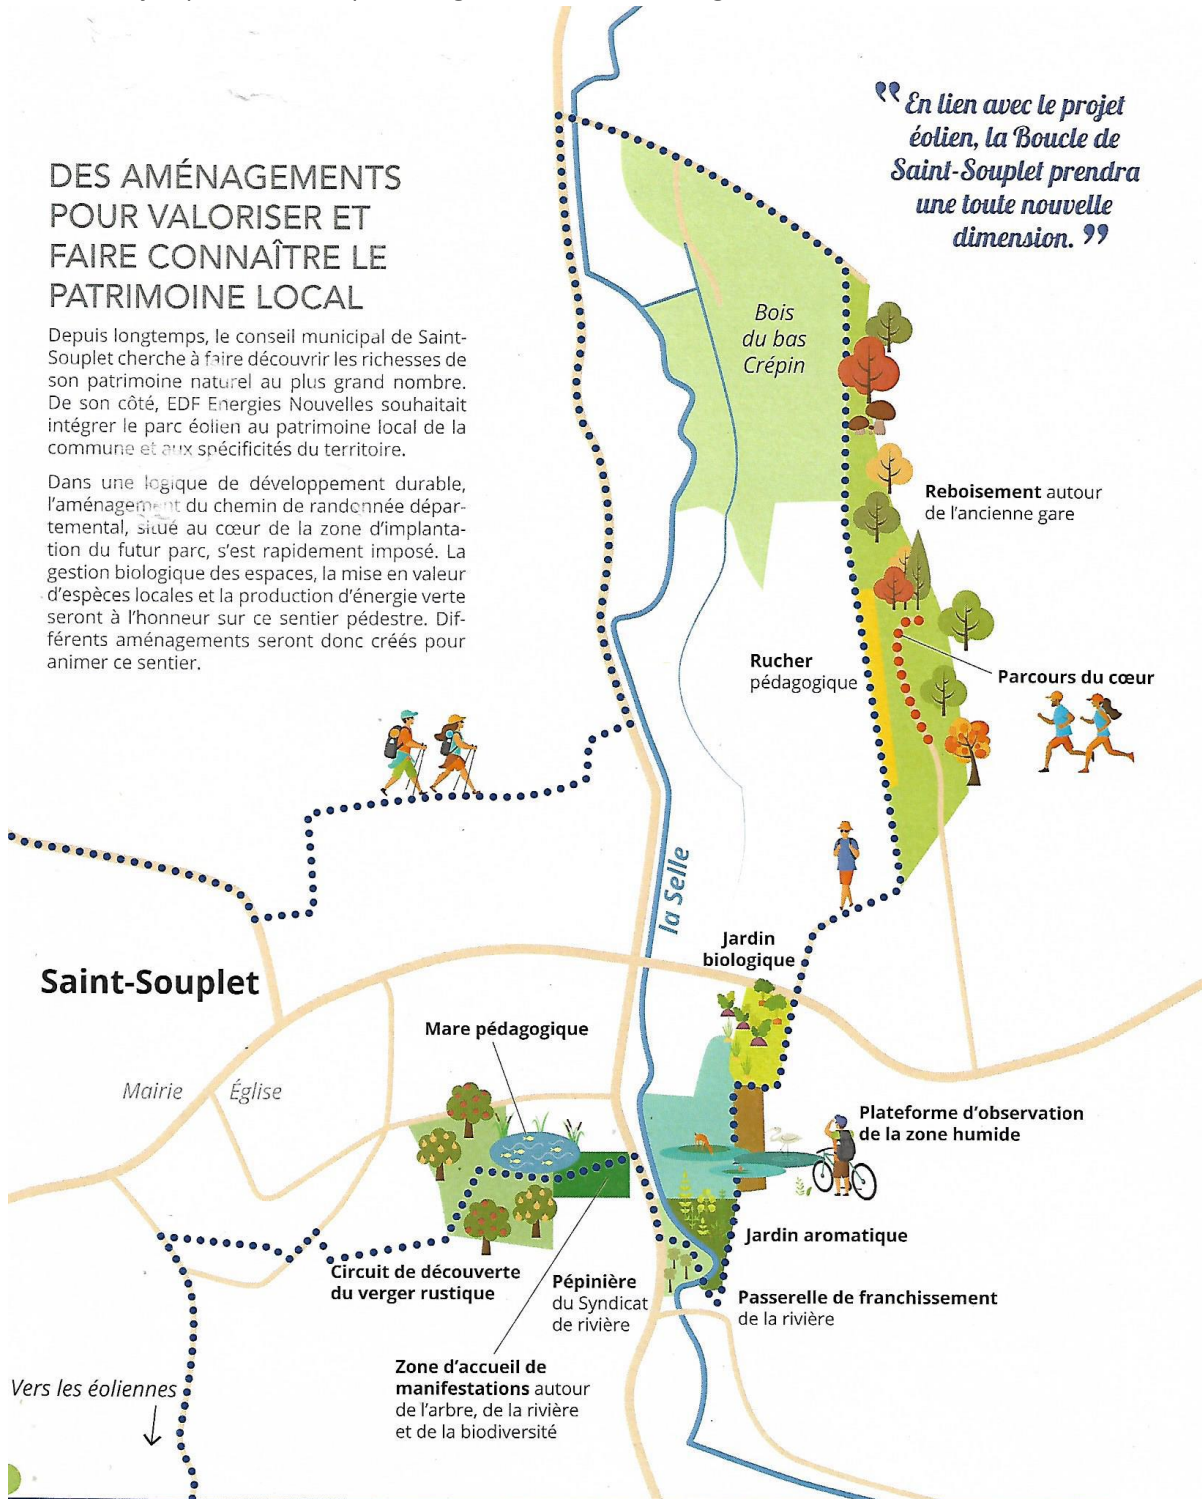 DES AMÉNAGEMENTS
POUR VALORISER ET
FAIRE CONNAÎTRE LE
PATRIMOINE LOCAL
Depuis longtemps, le conseil municipal de Saint-
Souplet cherche à faire découvrir les richesses de
son patrimoine naturel au plus grand nombre.
De son côté, EDF Energies Nouvelles souhaitait
intégrer le parc éolien au patrimoine local de la
commune et aux spécificités du territoire.
Dans une logique de développement durable,
l’aménagement du chemin de randonnée dépar-
temental, situé au cœur de la zone d’implanta-
tion du futur parc, s’est rapidement imposé. La
gestion biologique des espaces, la mise en valeur
d’espèces locales et la production d’énergie verte
seront à l’honneur sur ce sentier pédestre. Dif-
férents aménagements seront donc créés pour
animer ce sentier.
" En lien avec le projet
éolien, la Boucle de
Saint-Souplet prendra
une toute nouvelle
dimension. "
Bois
du bas
Crépin
Reboisement autour
de l’ancienne gare
Rucher
pédagogique
Parcours du cœur
la Selle
Jardin
biologique
Saint-Souplet
Mare pédagogique
Mairie
Église
Plateforme d’observation
de la zone humide
Jardin aromatique
Circuit de découverte
du verger rustique
Pépinière
du Syndicat
de rivière
Passerelle de franchissement
de la rivière
Zone d’accueil de
manifestations autour
de l’arbre, de la rivière
et de la biodiversité
Vers les éoliennes